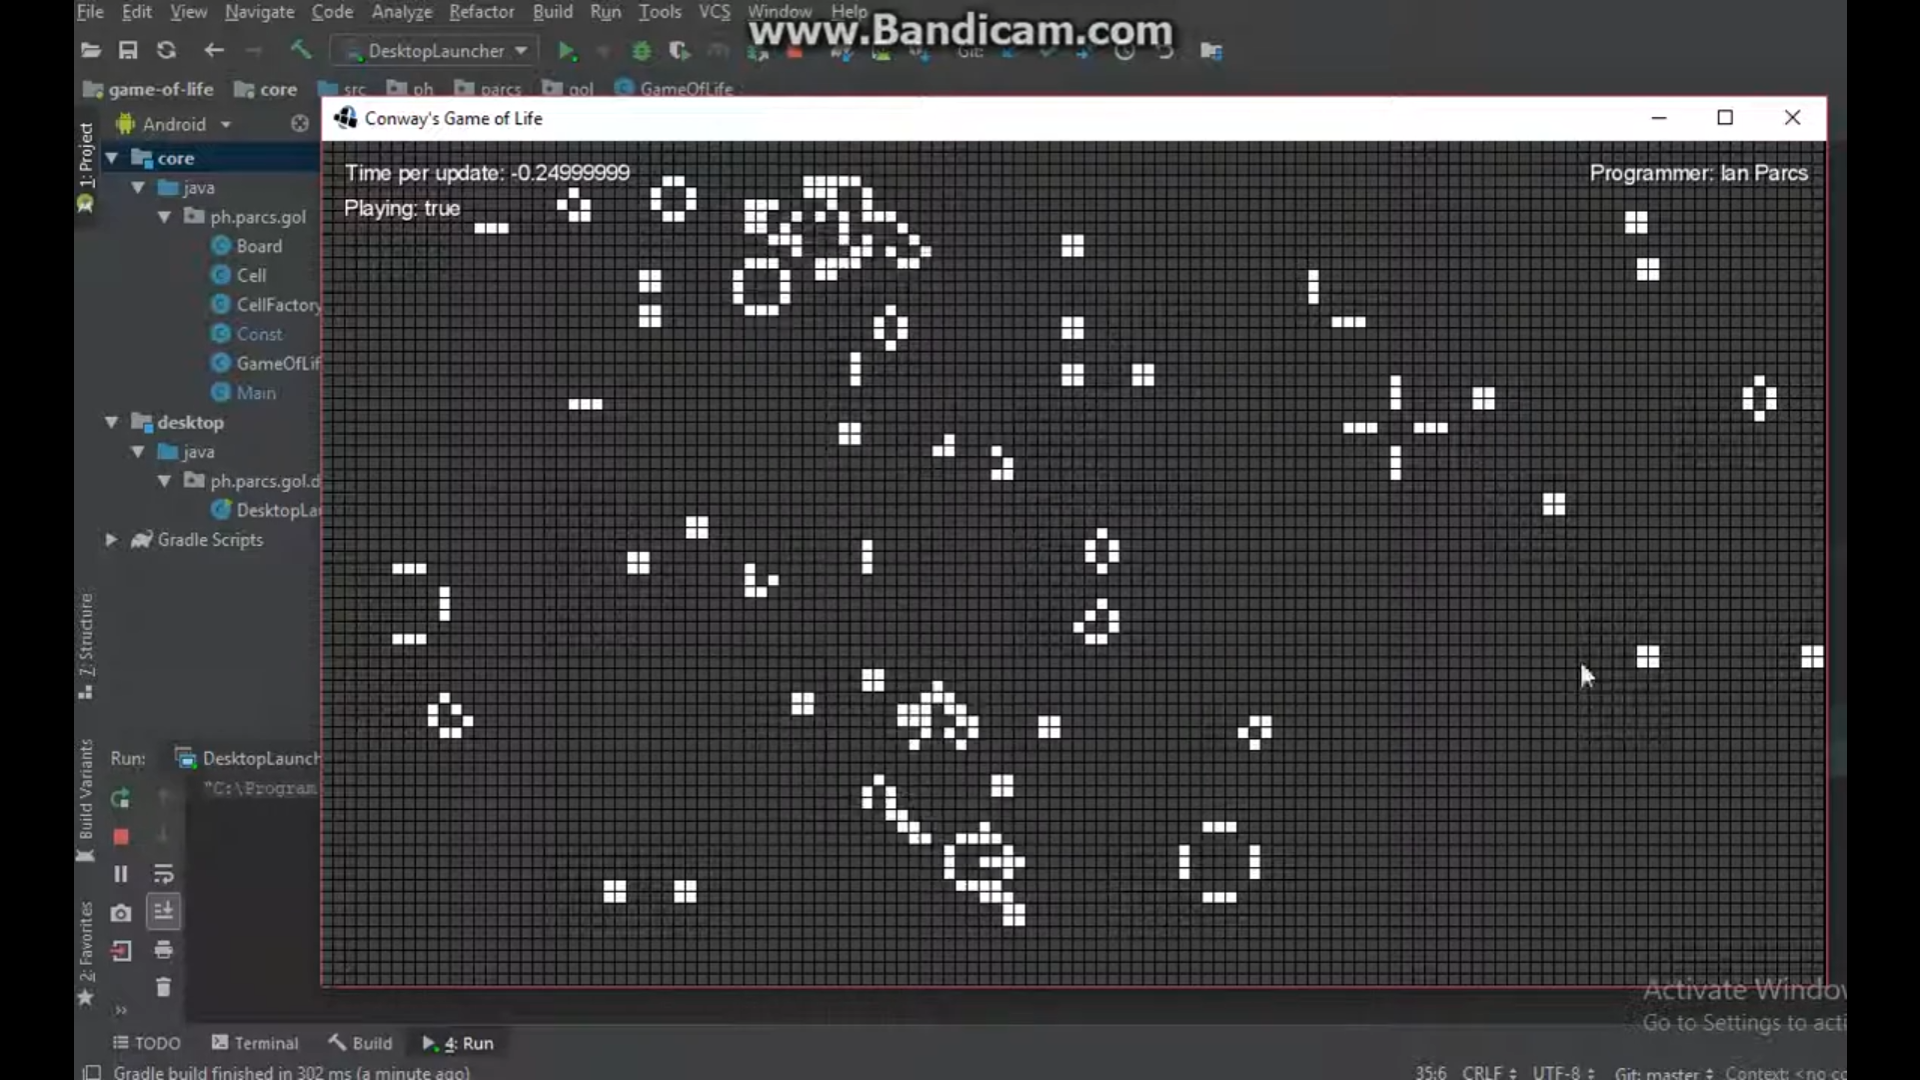 File Edit View Navigate Code Analyze Refactor Build Run Tools VCS Window Help
www.Bandicam.com
DesktopLauncher
Git:
game-of-life core src ph parcs gol GameOfLife
Android
Conway's Game of Life
1: Project
core
java
ph.parcs.gol
Board
Cell
CellFactory
Const
GameOfLif
Main
desktop
java
ph.parcs.gol.d
DesktopLau
Gradle Scripts
Time per update: -0.24999999
Playing: true
Programmer: Ian Parcs
7: Structure
Build Variants
2: Favorites
Run: DesktopLaunch
"C:\Program
Activate Window
Go to Settings to acti
TODO Terminal Build 4: Run
Gradle build finished in 302 ms (a minute ago)
35:6 CRLF UTF-8 Git: master Context: <no co